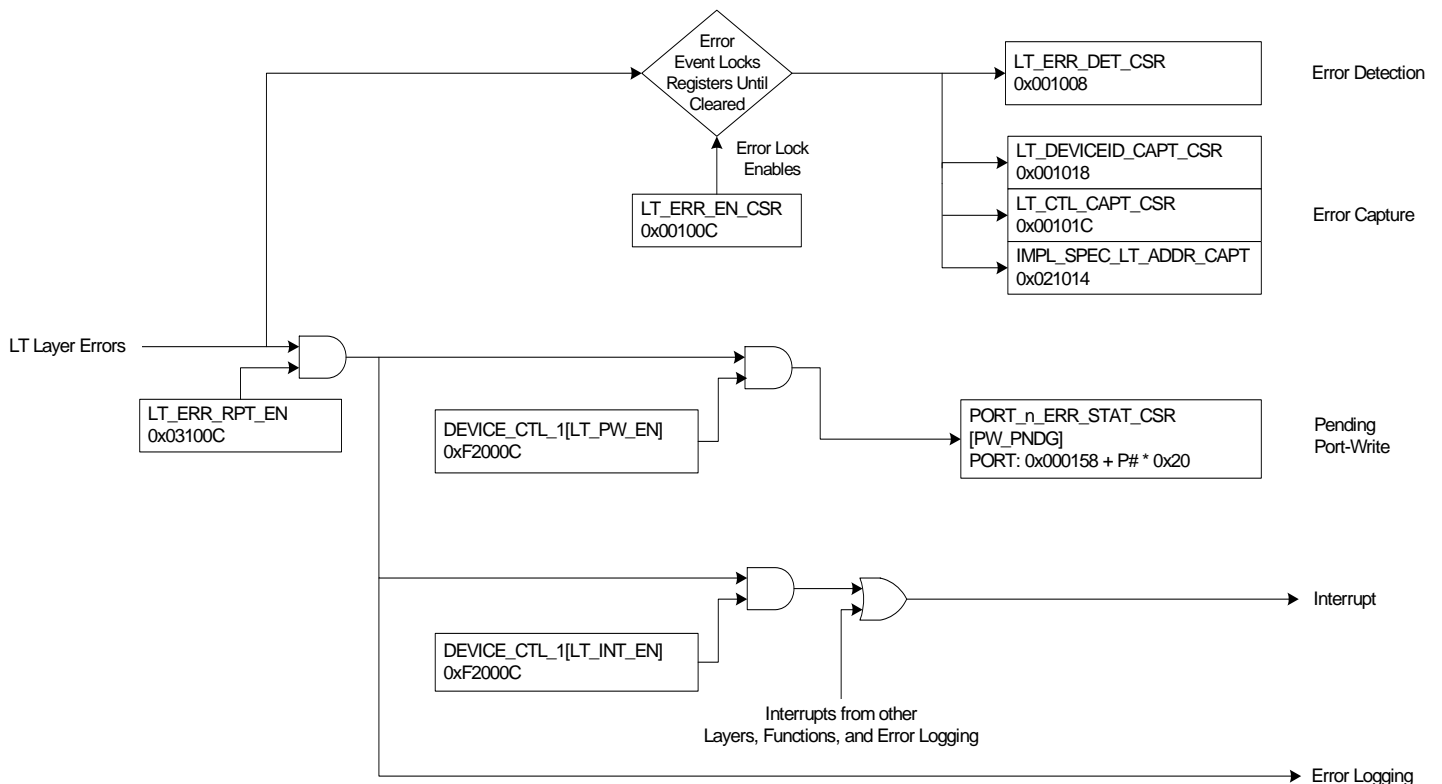 Error
Event Locks
Registers Until
Cleared
LT_ERR_DET_CSR
0x001008
Error Detection
Error Lock
Enables
LT_ERR_EN_CSR
0x00100C
LT_DEVICEID_CAPT_CSR
0x001018
LT_CTL_CAPT_CSR
0x00101C
IMPL_SPEC_LT_ADDR_CAPT
0x021014
Error Capture
LT Layer Errors
LT_ERR_RPT_EN
0x03100C
DEVICE_CTL_1[LT_PW_EN]
0xF2000C
PORT_n_ERR_STAT_CSR
[PW_PNDG]
PORT: 0x000158 + P# * 0x20
Pending
Port-Write
DEVICE_CTL_1[LT_INT_EN]
0xF2000C
Interrupt
Interrupts from other
Layers, Functions, and Error Logging
Error Logging